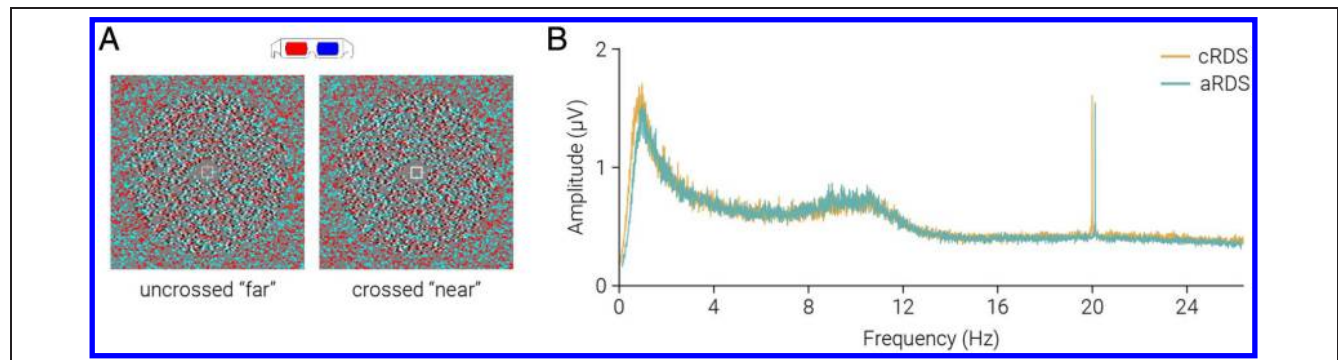 A
uncrossed "far"
crossed "near"
B
Amplitude (μV)
2
1
0
cRDS
aRDS
0 4 8 12 16 20 24
Frequency (Hz)